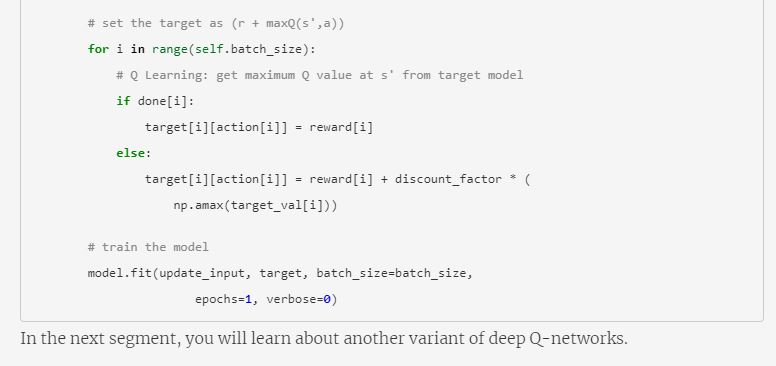 # set the target as (r + maxQ(s',a))
for i in range(self.batch_size):
# Q Learning: get maximum Q value at s' from target model
if done[i]:
target[i][action[i]] = reward[i]
else:
target[i][action[i]] = reward[i] + discount_factor * (
np.amax(target_val[i]))
# train the model
model.fit(update_input, target, batch_size=batch_size,
epochs=1, verbose=0)
In the next segment, you will learn about another variant of deep Q-networks.